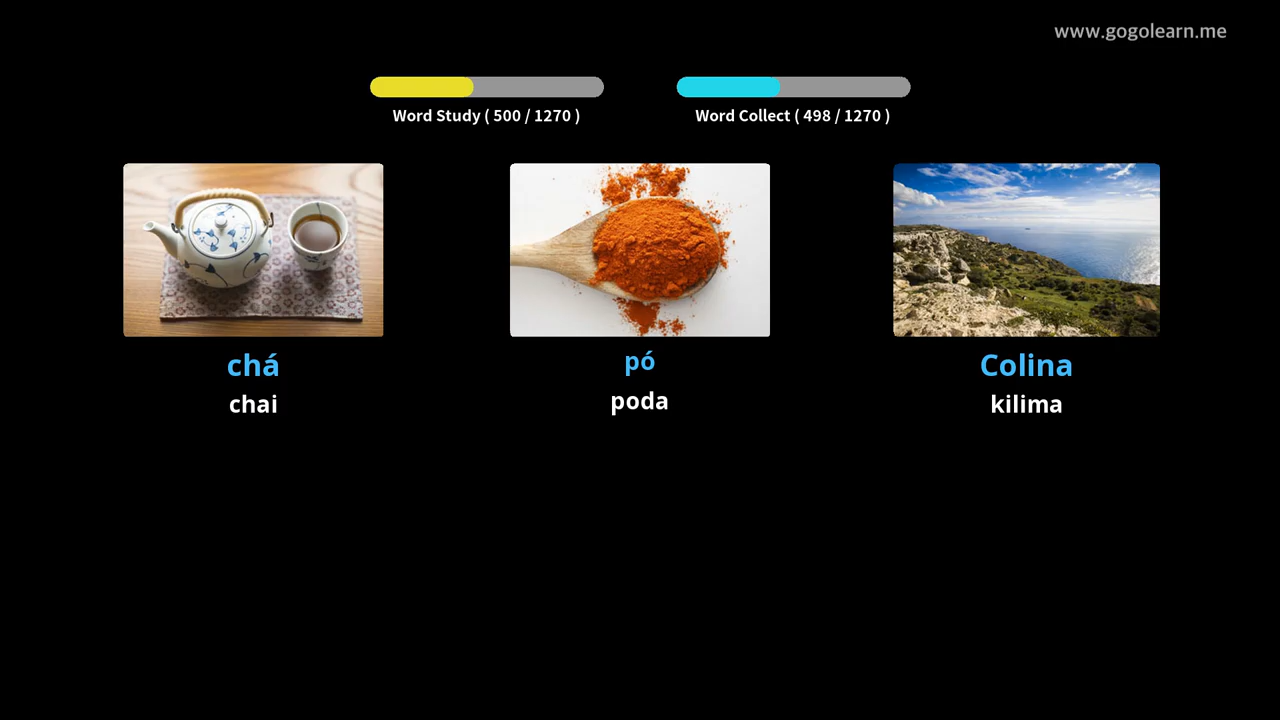 www.gogolearn.me
Word Study ( 500 / 1270 )
Word Collect ( 498 / 1270 )
chá
chai
pó
poda
Colina
kilima